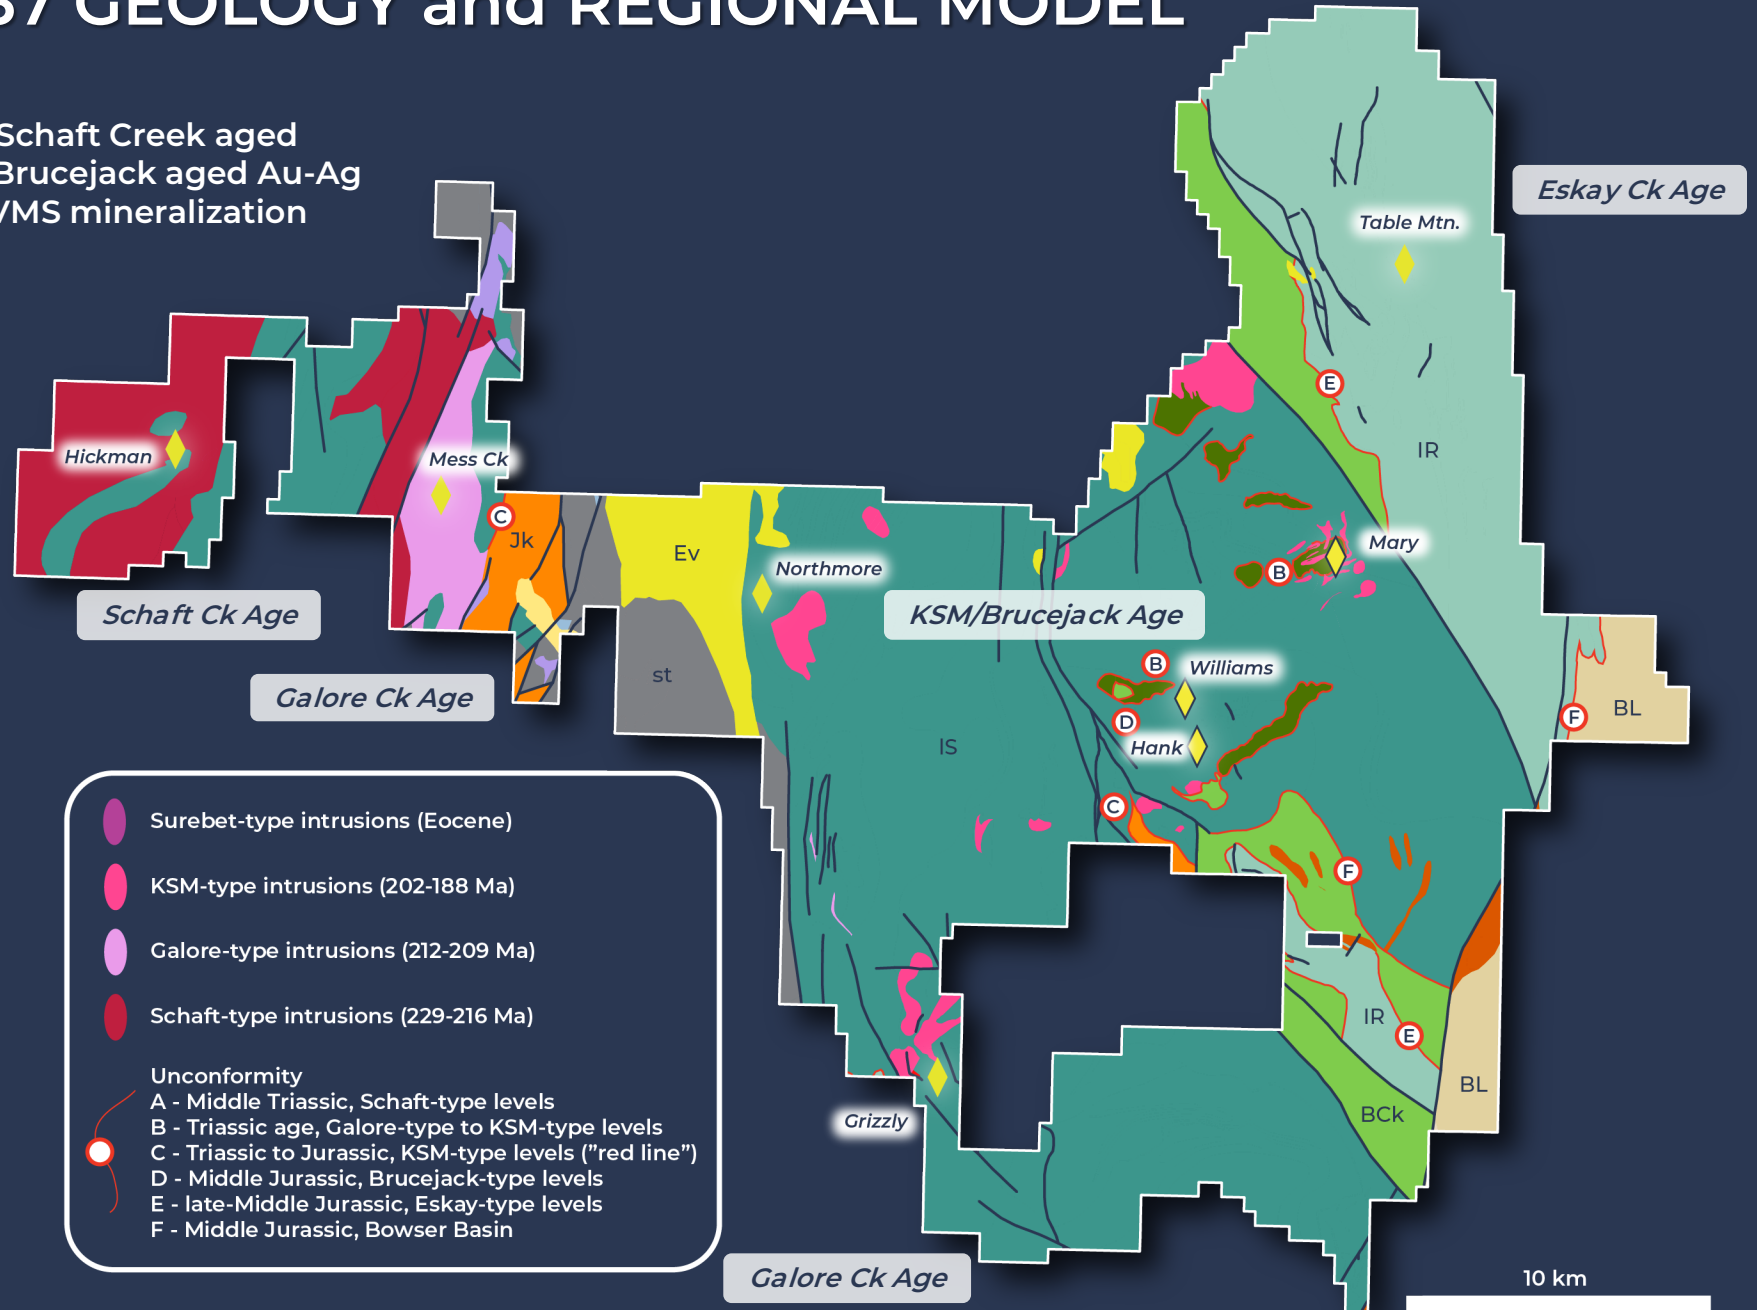 37 GEOLOGY and REGIONAL MODEL
Schaft Creek aged
Brucejack aged Au-Ag
VMS mineralization
Eskay Ck Age
Table Mtn.
E
IR
Hickman
Mess Ck
C
Jk
Ev
Northmore
Mary
B
Schaft Ck Age
KSM/Brucejack Age
st
B
Williams
Galore Ck Age
D
Hank
F
BL
IS
C
F
Surebet-type intrusions (Eocene)
KSM-type intrusions (202-188 Ma)
Galore-type intrusions (212-209 Ma)
Schaft-type intrusions (229-216 Ma)
Unconformity
A - Middle Triassic, Schaft-type levels
B - Triassic age, Galore-type to KSM-type levels
C - Triassic to Jurassic, KSM-type levels (”red line”)
D - Middle Jurassic, Brucejack-type levels
E - late-Middle Jurassic, Eskay-type levels
F - Middle Jurassic, Bowser Basin
IR
E
BL
BCk
Grizzly
Galore Ck Age
10 km